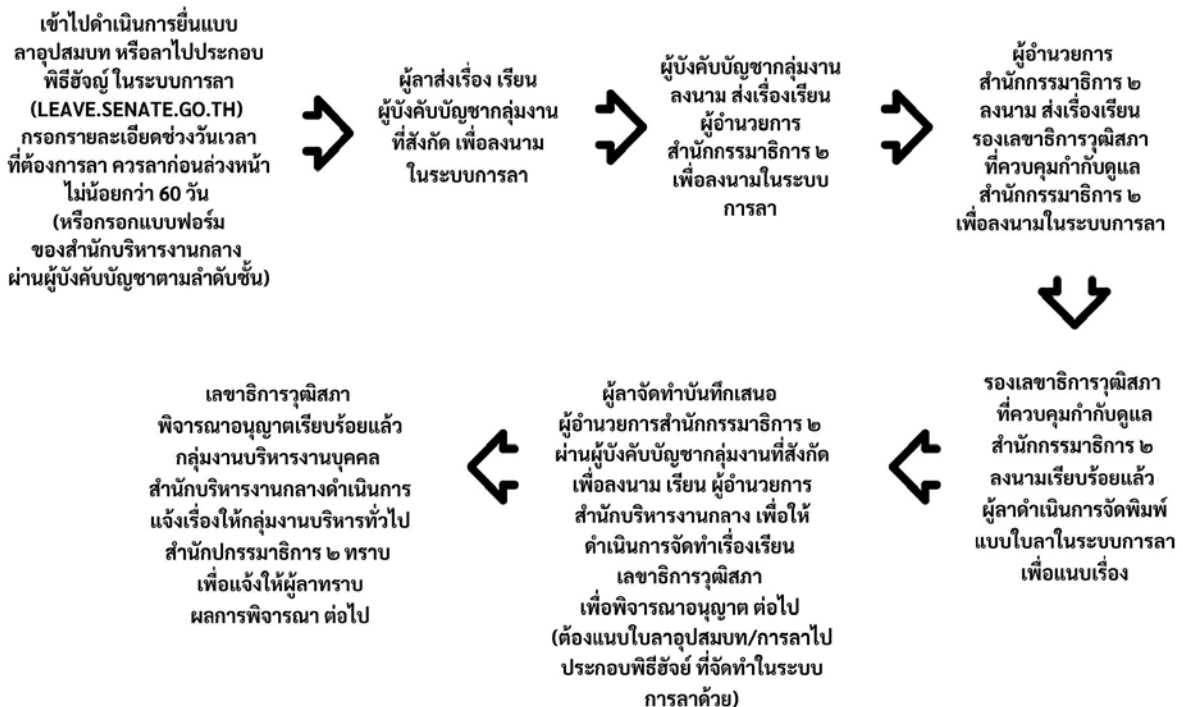 เข้าไปดำเนินการยื่นแบบ
ลาอุปสมบท หรือลาไปประกอบ
พิธีฮัจญ์ ในระบบการลา
(LEAVE.SENATE.GO.TH)
กรอกรายละเอียดช่วงวันเวลา
ที่ต้องการลา ควรลาก่อนล่วงหน้า
ไม่น้อยกว่า 60 วัน
(หรือกรอกแบบฟอร์ม
ของสำนักบริหารงานกลาง
ผ่านผู้บังคับบัญชาตามลำดับชั้น)
ผู้ลาส่งเรื่อง เรียน
ผู้บังคับบัญชากลุ่มงาน
ที่สังกัด เพื่อลงนาม
ในระบบการลา
ผู้บังคับบัญชากลุ่มงาน
ลงนาม ส่งเรื่องเรียน
ผู้อำนวยการ
สำนักกรรมาธิการ ๒
เพื่อลงนามในระบบ
การลา
ผู้อำนวยการ
สำนักกรรมาธิการ ๒
ลงนาม ส่งเรื่องเรียน
รองเลขาธิการวุฒิสภา
ที่ควบคุมกำกับดูแล
สำนักกรรมาธิการ ๒
เพื่อลงนามในระบบการลา
รองเลขาธิการวุฒิสภา
ที่ควบคุมกำกับดูแล
สำนักกรรมาธิการ ๒
ลงนามเรียบร้อยแล้ว
ผู้ลาดำเนินการจัดพิมพ์
แบบใบลาในระบบการลา
เพื่อแนบเรื่อง
ผู้ลาจัดทำบันทึกเสนอ
ผู้อำนวยการสำนักกรรมาธิการ ๒
ผ่านผู้บังคับบัญชากลุ่มงานที่สังกัด
เพื่อลงนาม เรียน ผู้อำนวยการ
สำนักบริหารงานกลาง เพื่อให้
ดำเนินการจัดทำเรื่องเรียน
เลขาธิการวุฒิสภา
เพื่อพิจารณาอนุญาต ต่อไป
(ต้องแนบใบลาอุปสมบท/การลาไป
ประกอบพิธีฮัจย์ ที่จัดทำในระบบ
การลาด้วย)
เลขาธิการวุฒิสภา
พิจารณาอนุญาตเรียบร้อยแล้ว
กลุ่มงานบริหารงานบุคคล
สำนักบริหารงานกลางดำเนินการ
แจ้งเรื่องให้กลุ่มงานบริหารทั่วไป
สำนักปกรรมาธิการ ๒ ทราบ
เพื่อแจ้งให้ผู้ลาทราบ
ผลการพิจารณา ต่อไป